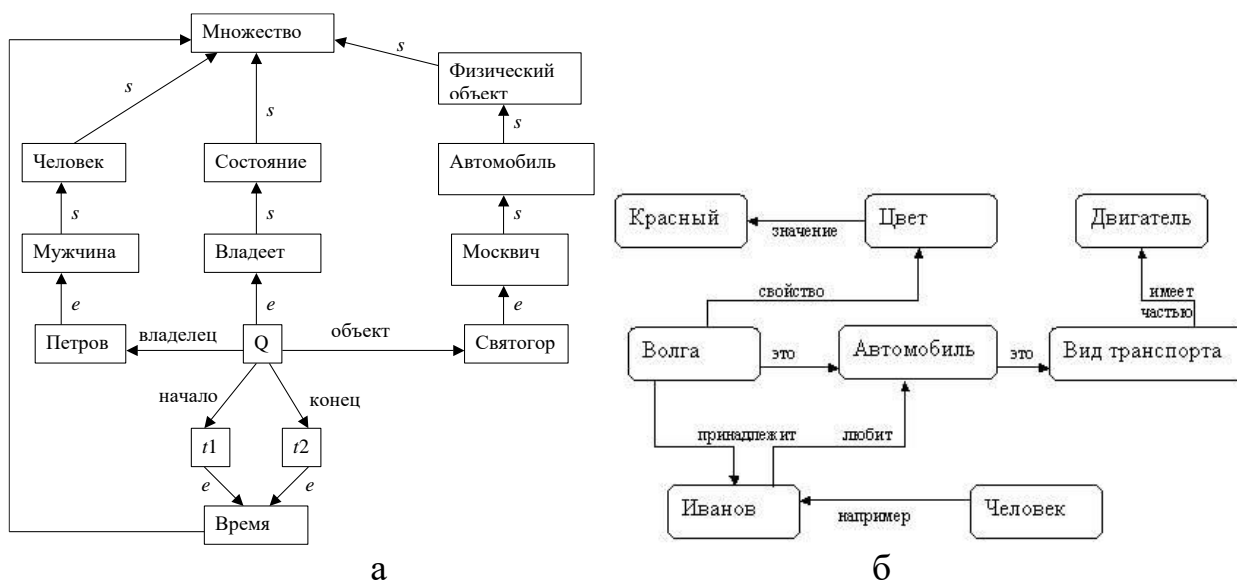 Множество
s
Физический
объект
s
s
s
Человек
Состояние
Автомобиль
s
s
s
Мужчина
Владеет
Москвич
e
e
e
Петров
владелец
Q
объект
Святогор
начало
конец
t1
t2
e
e
Время
а
Красный
значение
Цвет
Двигатель
свойство
имеет
частью
Волга
это
Автомобиль
это
Вид транспорта
принадлежит
любит
Иванов
например
Человек
б